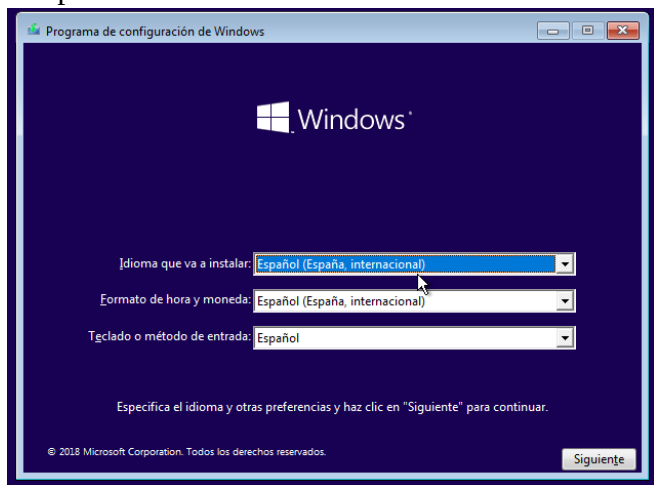 Programa de configuración de Windows
Windows
Idioma que va a instalar: Español (España, internacional)
Formato de hora y moneda: Español (España, internacional)
Teclado o método de entrada: Español
Especifica el idioma y otras preferencias y haz clic en "Siguiente" para continuar.
© 2018 Microsoft Corporation. Todos los derechos reservados.
Siguiente